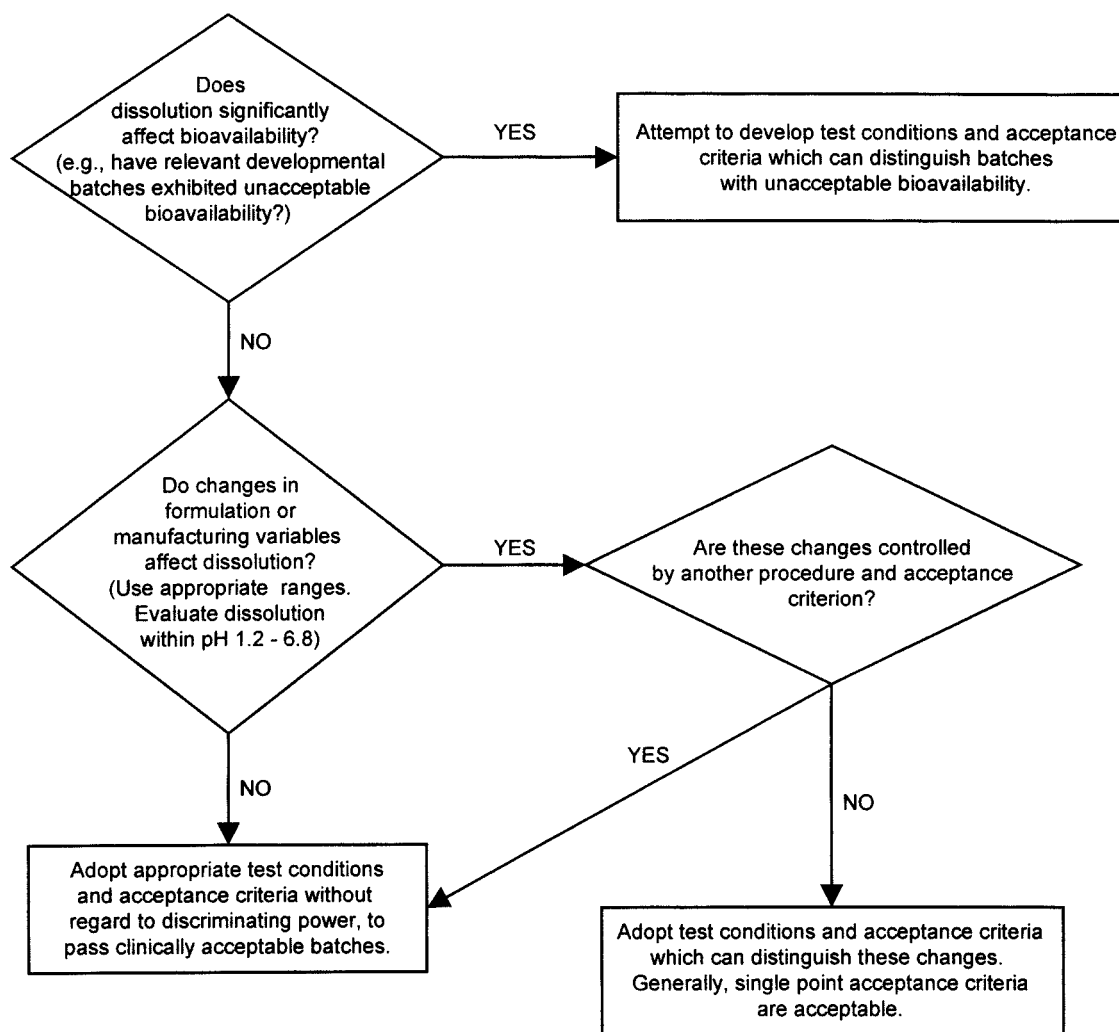 Does
dissolution significantly
affect bioavailability?
(e.g., have relevant developmental
batches exhibited unacceptable
bioavailability?)
YES
Attempt to develop test conditions and acceptance
criteria which can distinguish batches
with unacceptable bioavailability.
NO
Do changes in
formulation or
manufacturing variables
affect dissolution?
(Use appropriate ranges.
Evaluate dissolution
within pH 1.2 - 6.8)
YES
Are these changes controlled
by another procedure and acceptance
criterion?
YES
NO
NO
Adopt appropriate test conditions
and acceptance criteria without
regard to discriminating power, to
pass clinically acceptable batches.
Adopt test conditions and acceptance criteria
which can distinguish these changes.
Generally, single point acceptance criteria
are acceptable.